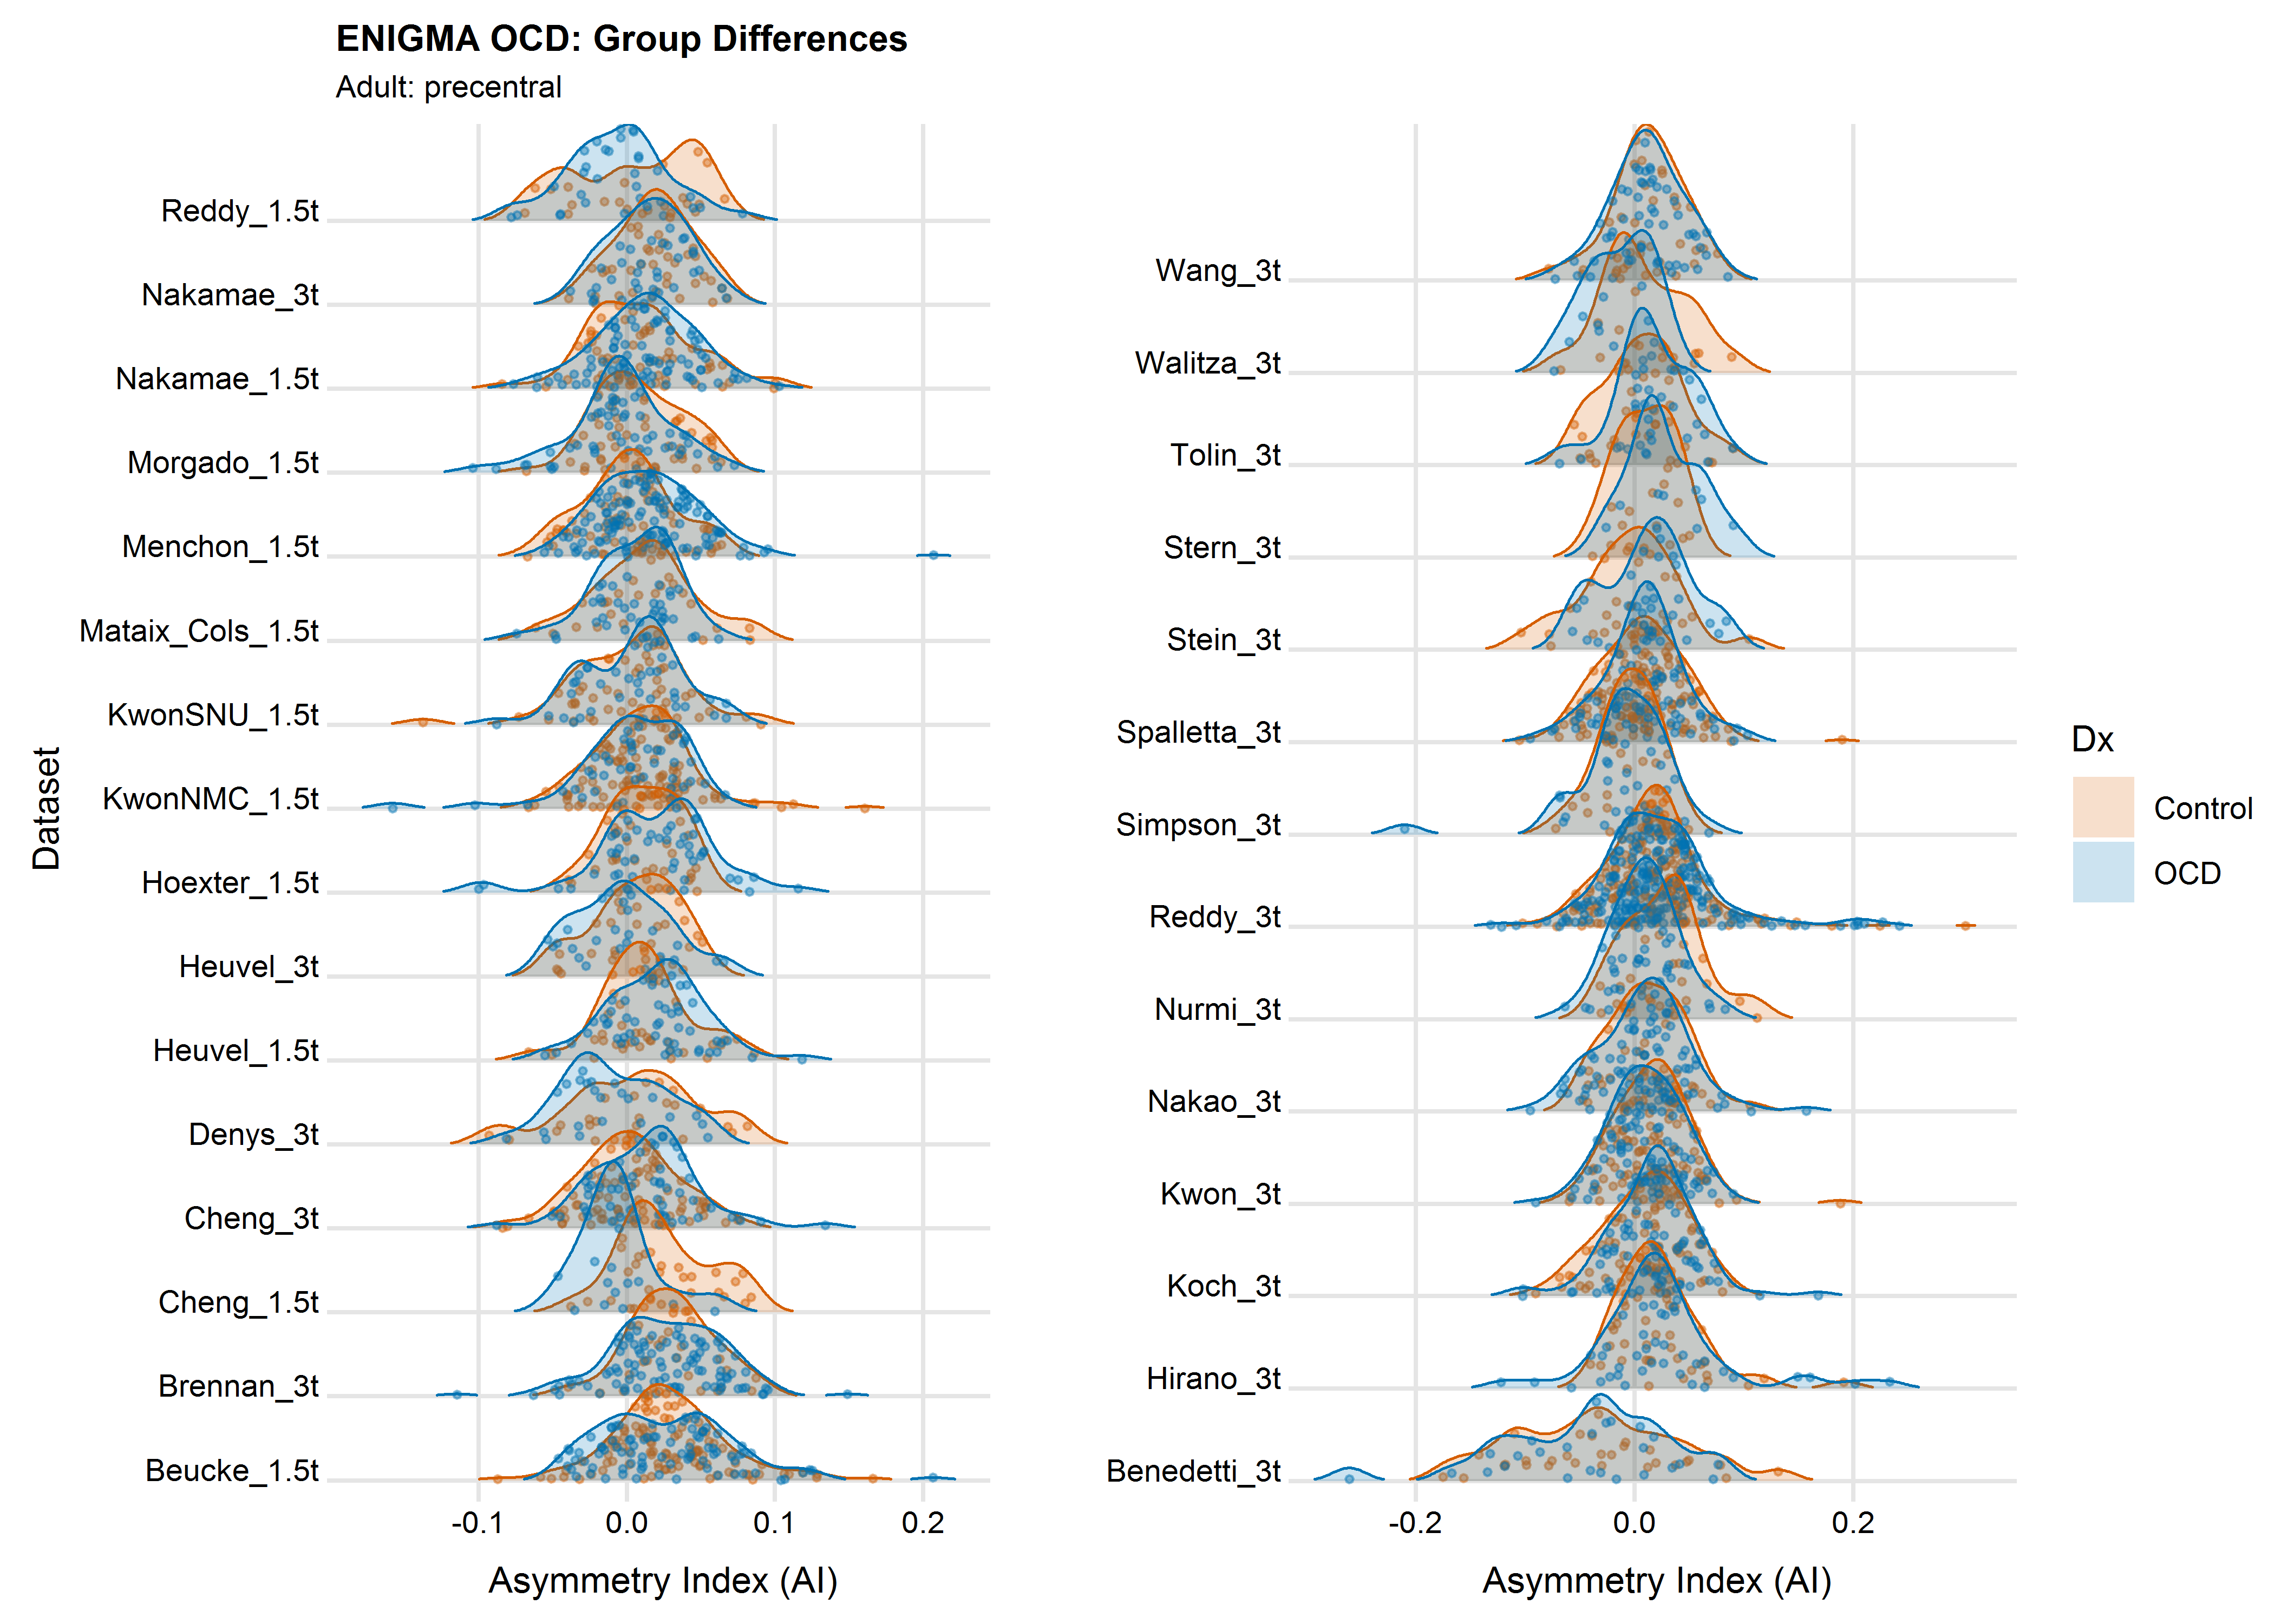 ENIGMA OCD: Group Differences
Adult: precentral
Dataset
Reddy_1.5t
Nakamae_3t
Nakamae_1.5t
Morgado_1.5t
Menchon_1.5t
Mataix_Cols_1.5t
KwonSNU_1.5t
KwonNMC_1.5t
Hoexter_1.5t
Heuvel_3t
Heuvel_1.5t
Denys_3t
Cheng_3t
Cheng_1.5t
Brennan_3t
Beucke_1.5t
-0.1 0.0 0.1 0.2
Asymmetry Index (AI)
Wang_3t
Walitza_3t
Tolin_3t
Stern_3t
Stein_3t
Spalletta_3t
Simpson_3t
Reddy_3t
Nurmi_3t
Nakao_3t
Kwon_3t
Koch_3t
Hirano_3t
Benedetti_3t
-0.2 0.0 0.2
Asymmetry Index (AI)
Dx
Control
OCD